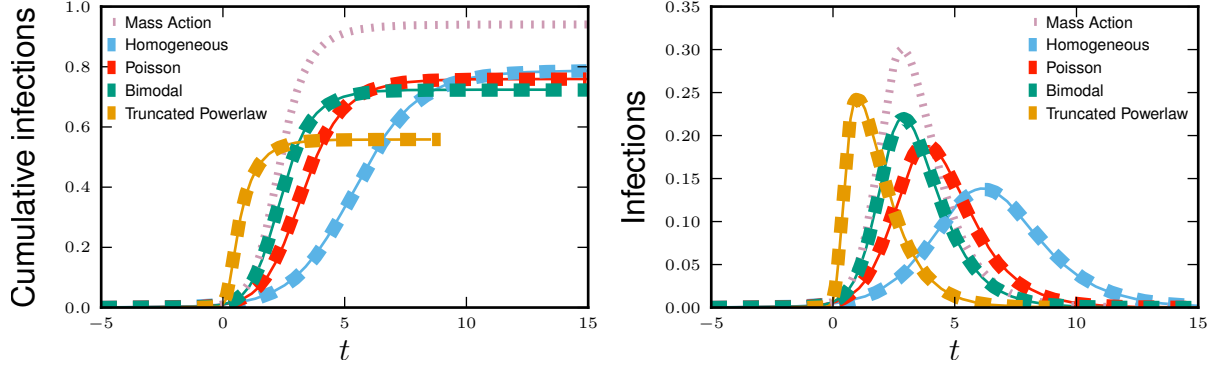 Cumulative infections
1.0
0.8
0.6
0.4
0.2
0.0
Mass Action
Homogeneous
Poisson
Bimodal
Truncated Powerlaw
−5
0
5
10
15
t
Infections
0.35
0.30
0.25
0.20
0.15
0.10
0.05
0.00
Mass Action
Homogeneous
Poisson
Bimodal
Truncated Powerlaw
−5
0
5
10
15
t